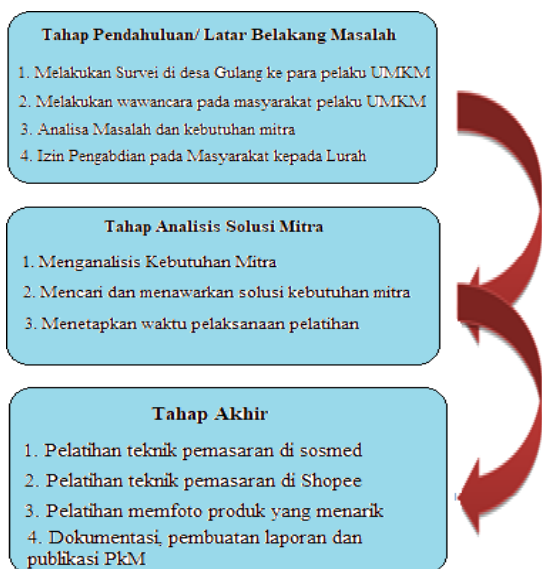 Tahap Pendahuluan/ Latar Belakang Masalah
1. Melakukan Survei di desa Gulang ke para pelaku UMKM
2. Melakukan wawancara pada masyarakat pelaku UMKM
3. Analisa Masalah dan kebutuhan mitra
4. Izin Pengabdian pada Masyarakat kepada Lurah
Tahap Analisis Solusi Mitra
1. Menganalisis Kebutuhan Mitra
2. Mencari dan menawarkan solusi kebutuhan mitra
3. Menetapkan waktu pelaksanaan pelatihan
Tahap Akhir
1. Pelatihan teknik pemasaran di sosmed
2. Pelatihan teknik pemasaran di Shopee
3. Pelatihan memfoto produk yang menarik
4. Dokumentasi, pembuatan laporan dan
publikasi PkM